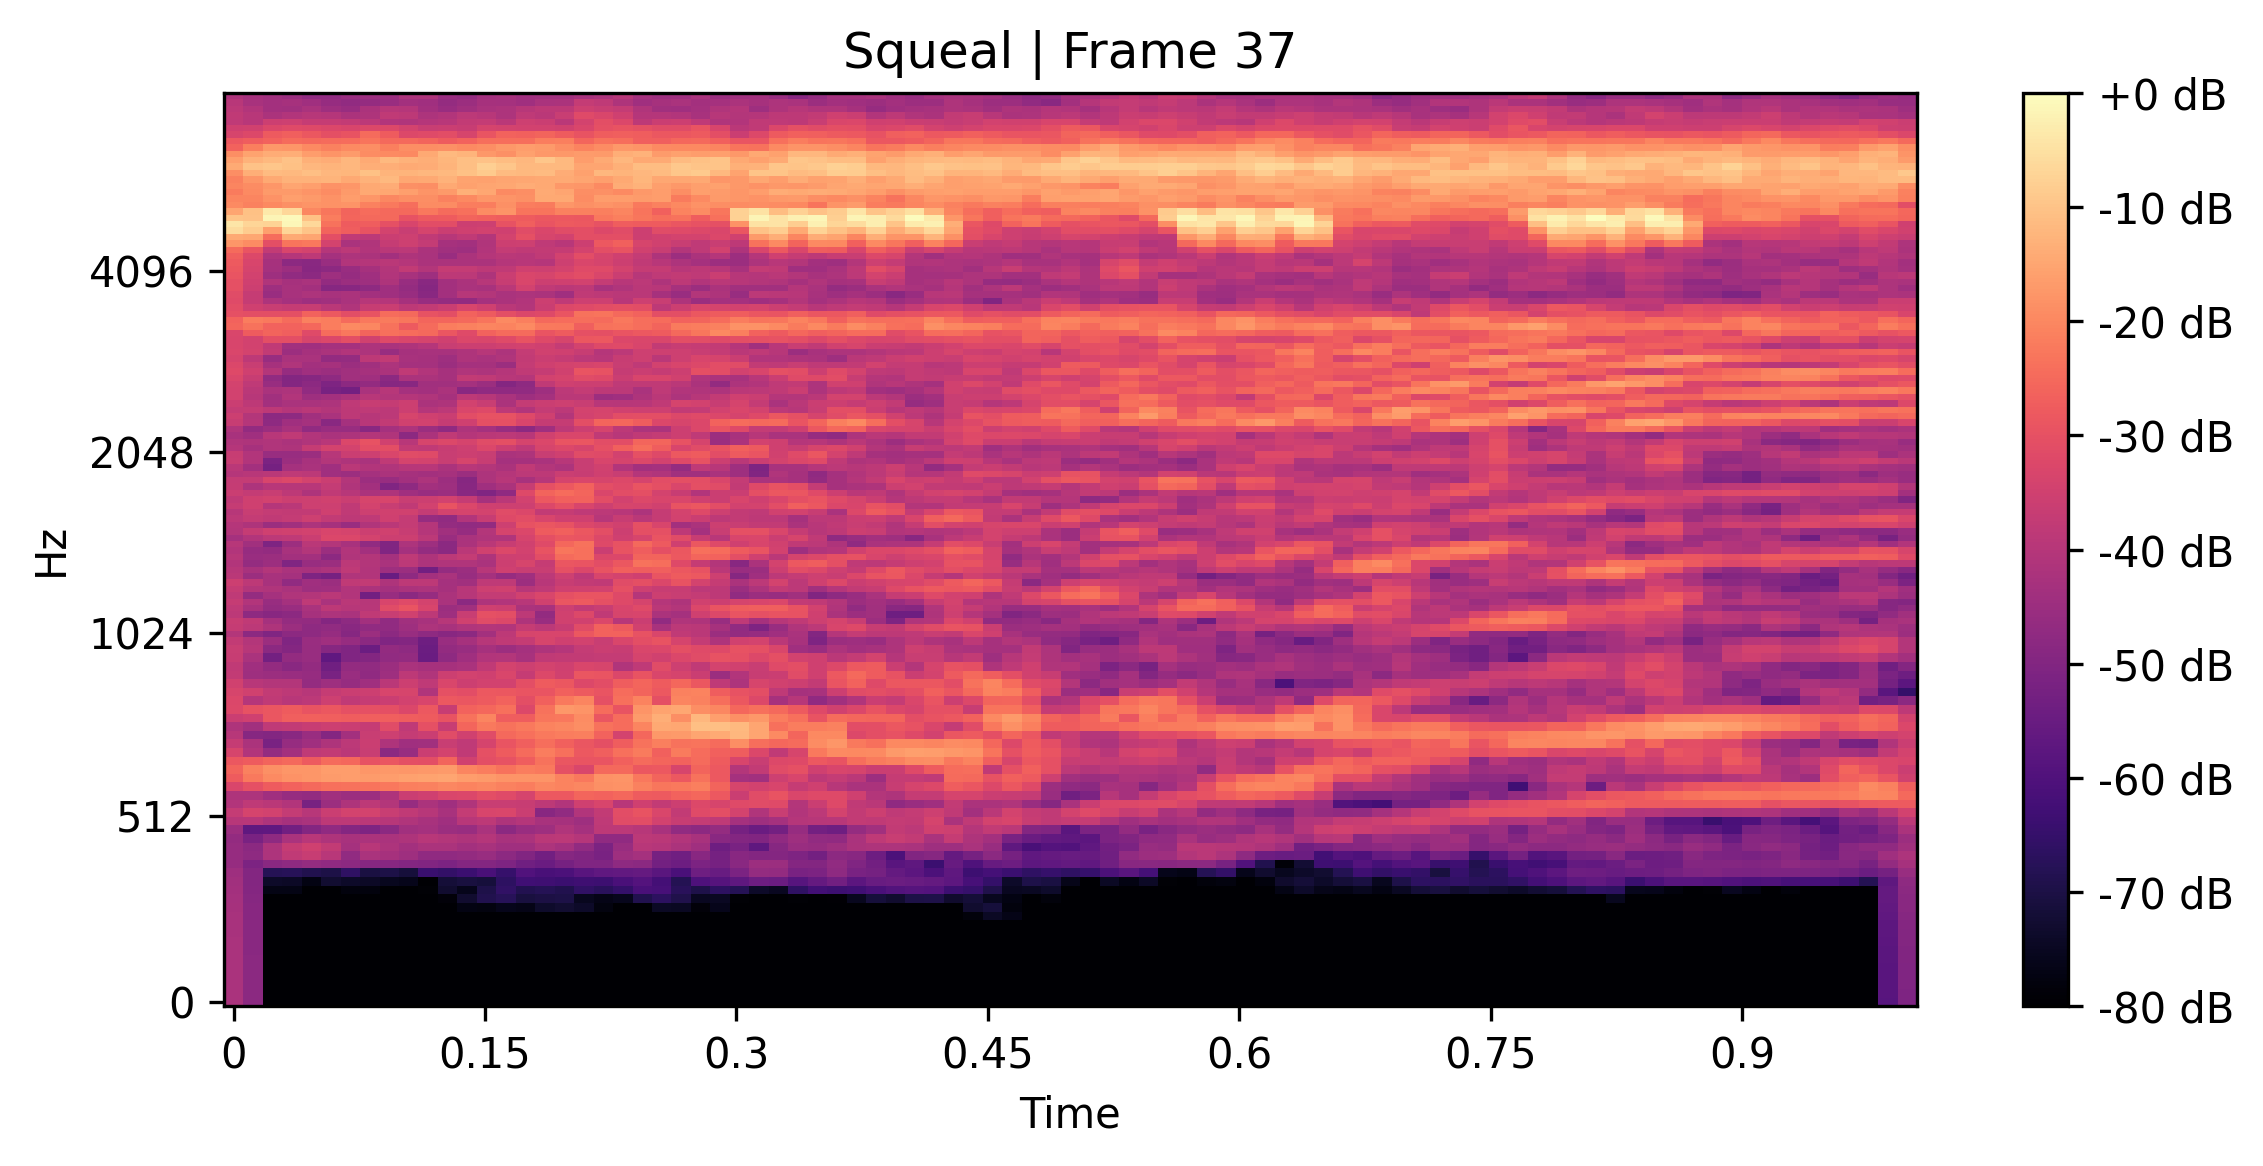 Squeal | Frame 37
+0 dB
-10 dB
-20 dB
-30 dB
-40 dB
-50 dB
-60 dB
-70 dB
-80 dB
Hz
4096
2048
1024
512
0
0 0.15 0.3 0.45 0.6 0.75 0.9
Time